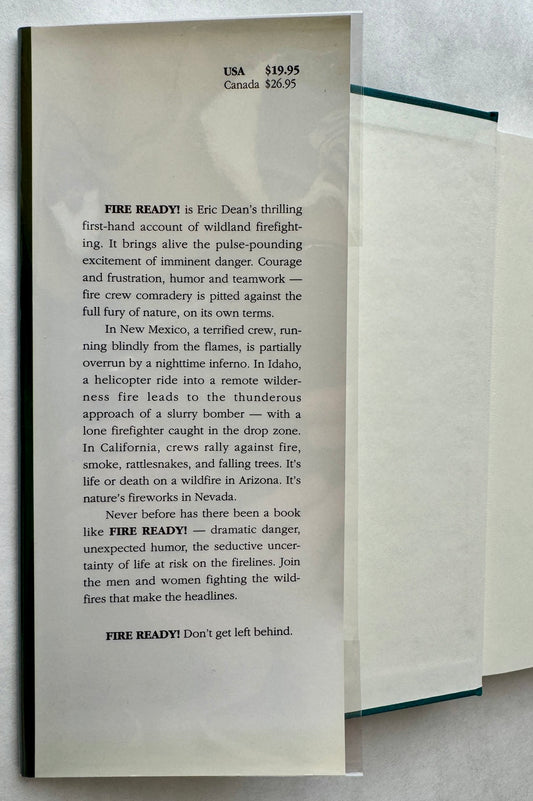 USA $19.95
Canada $26.95
FIRE READY! is Eric Dean's thrilling
first-hand account of wildland firefight-
ing. It brings alive the pulse-pounding
excitement of imminent danger. Courage
and frustration, humor and teamwork —
fire crew comradery is pitted against the
full fury of nature, on its own terms.
In New Mexico, a terrified crew, run-
ning blindly from the flames, is partially
overrun by a nighttime inferno. In Idaho,
a helicopter ride into a remote wilder-
ness fire leads to the thunderous
approach of a slurry bomber — with a
lone firefighter caught in the drop zone.
In California, crews rally against fire,
smoke, rattlesnakes, and falling trees. It's
life or death on a wildfire in Arizona. It's
nature's fireworks in Nevada.
Never before has there been a book
like FIRE READY! — dramatic danger,
unexpected humor, the seductive uncer-
tainty of life at risk on the firelines. Join
the men and women fighting the wild-
fires that make the headlines.
FIRE READY! Don't get left behind.